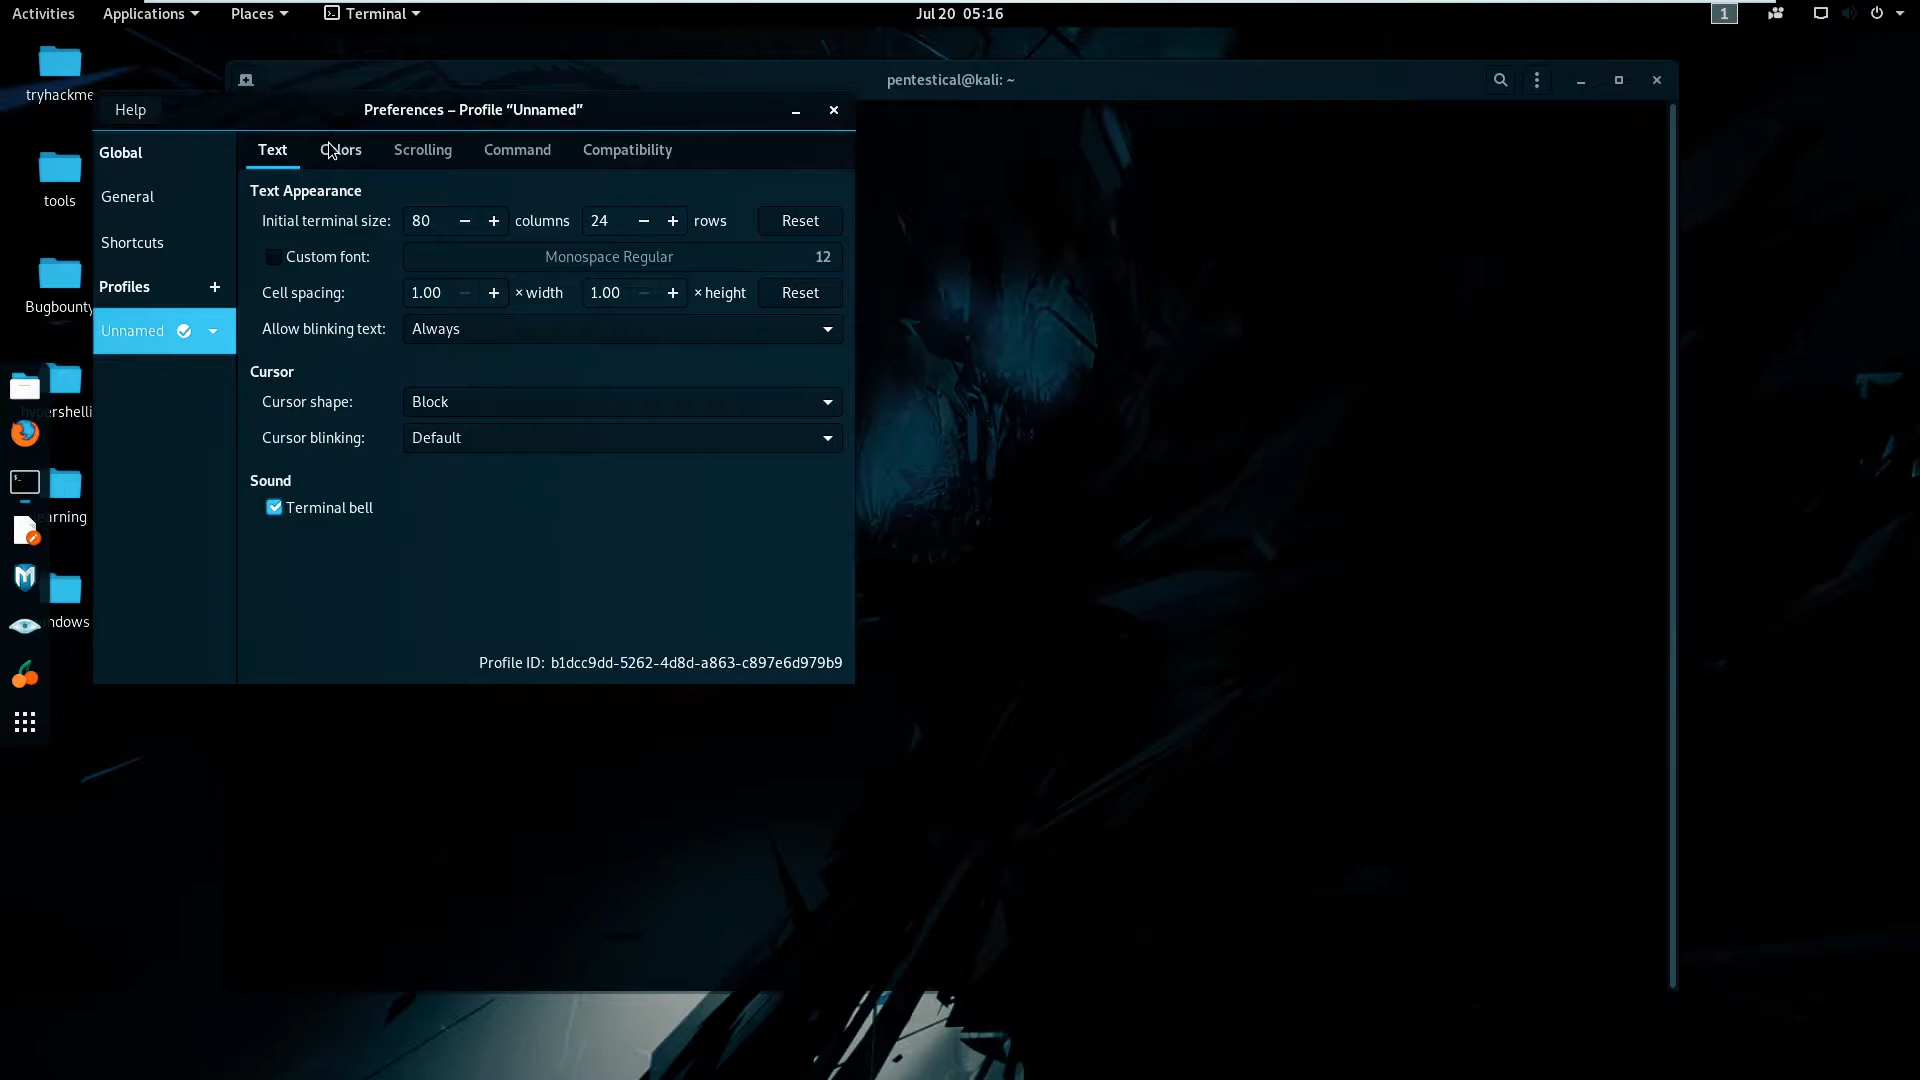 Activities Applications Places Terminal Jul 20 05:16 1
pentestical@kali: ~
tryhackme
tools
Bugbounty
hypershelli
Help Preferences – Profile “Unnamed”
Global
General
Shortcuts
Profiles
Unnamed
Text Colors Scrolling Command Compatibility
Text Appearance
Initial terminal size: 80 columns 24 rows Reset
Custom font: Monospace Regular 12
Cell spacing: 1.00 × width 1.00 × height Reset
Allow blinking text: Always
Cursor
Cursor shape: Block
Cursor blinking: Default
Sound
Terminal bell
Profile ID: b1dcc9dd-5262-4d8d-a863-c897e6d979b9